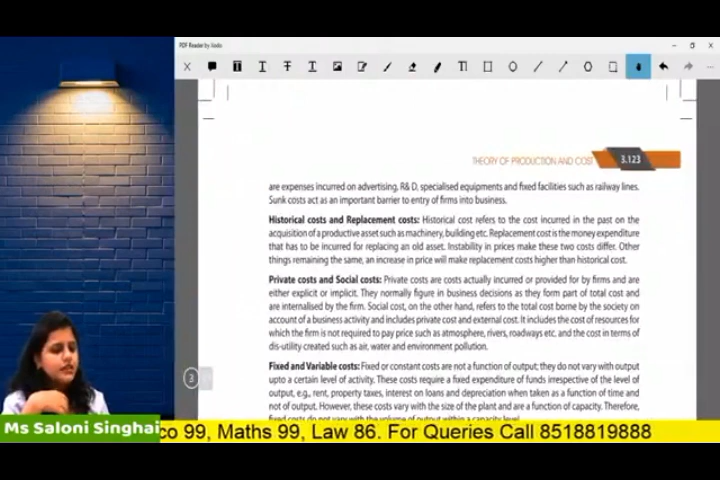 PDF Reader by Xodo
THEORY OF PRODUCTION AND COST
3.123
are expenses incurred on advertising, R& D, specialised equipments and fixed facilities such as railway lines.
Sunk costs act as an important barrier to entry of firms into business.
Historical costs and Replacement costs: Historical cost refers to the cost incurred in the past on the
acquisition of a productive asset such as machinery, building etc. Replacement cost is the money expenditure
that has to be incurred for replacing an old asset. Instability in prices make these two costs differ. Other
things remaining the same, an increase in price will make replacement costs higher than historical cost.
Private costs and Social costs: Private costs are costs actually incurred or provided for by firms and are
either explicit or implicit. They normally figure in business decisions as they form part of total cost and
are internalised by the firm. Social cost, on the other hand, refers to the total cost borne by the society on
account of a business activity and includes private cost and external cost. It includes the cost of resources for
which the firm is not required to pay price such as atmosphere, rivers, roadways etc. and the cost in terms of
dis-utility created such as air, water and environment pollution.
Fixed and Variable costs: Fixed or constant costs are not a function of output; they do not vary with output
upto a certain level of activity. These costs require a fixed expenditure of funds irrespective of the level of
output, e.g., rent, property taxes, interest on loans and depreciation when taken as a function of time and
not of output. However, these costs vary with the size of the plant and are a function of capacity. Therefore,
fixed costs do not vary with the volume of output within a capacity level.
3
Ms Saloni Singhai
co 99, Maths 99, Law 86. For Queries Call 8518819888